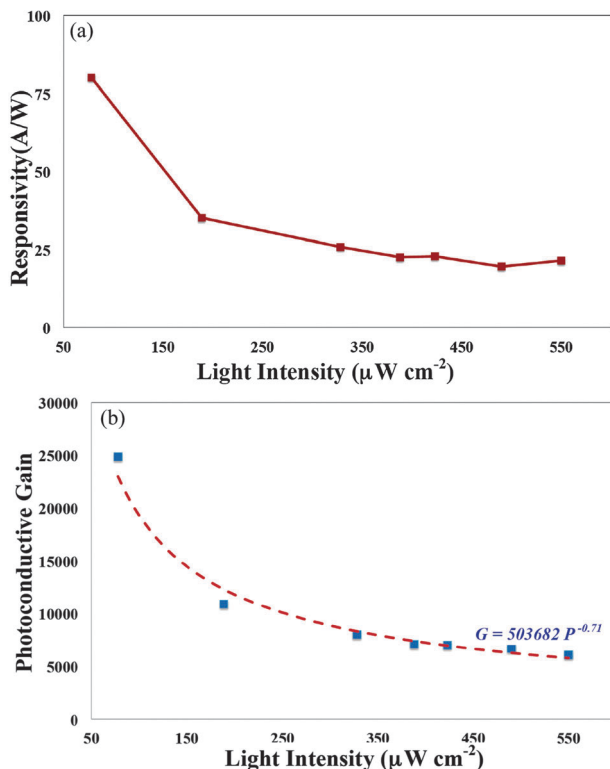 (a)
Responsivity(A/W)
100
75
50
25
0
50 150 250 350 450 550
Light Intensity (μW cm⁻²)
(b)
Photoconductive Gain
30000
25000
20000
15000
10000
5000
0
G = 503682 P⁻⁰·⁷¹
50 150 250 350 450 550
Light Intensity (μW cm⁻²)